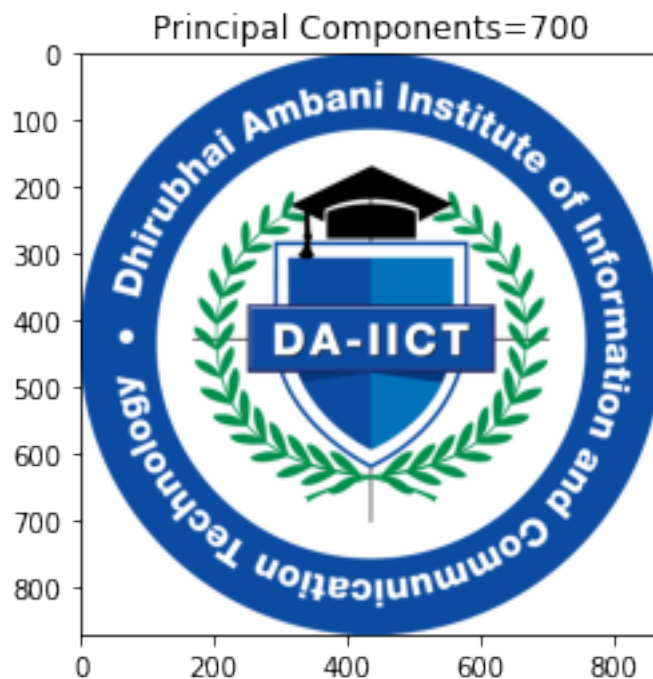 Principal Components=700
0
100
200
300
400
500
600
700
800
0 200 400 600 800
Dhirubhai Ambani Institute of Information and Communication Technology •
DA-IICT